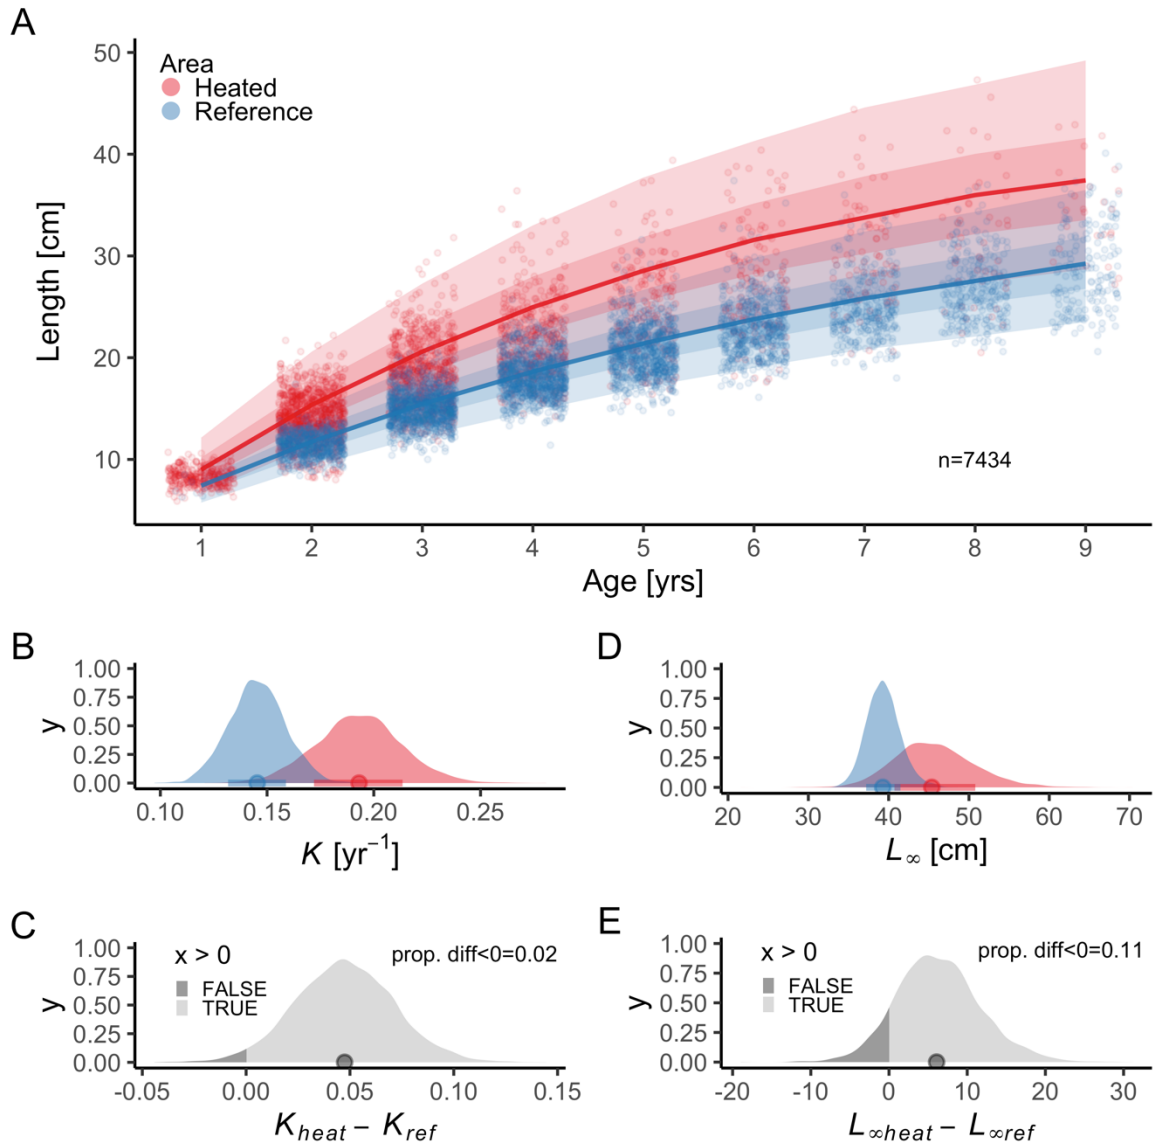 A
50
40
30
20
10
Length [cm]
Area
Heated
Reference
n=7434
1 2 3 4 5 6 7 8 9
Age [yrs]
B
1.00
0.75
0.50
0.25
0.00
y
0.10 0.15 0.20 0.25
K [yr⁻¹]
D
1.00
0.75
0.50
0.25
0.00
y
20 30 40 50 60 70
L∞ [cm]
C
1.00
0.75
0.50
0.25
0.00
y
x > 0
FALSE
TRUE
prop. diff<0=0.02
-0.05 0.00 0.05 0.10 0.15
Kheat – Kref
E
1.00
0.75
0.50
0.25
0.00
y
x > 0
FALSE
TRUE
prop. diff<0=0.11
-20 -10 0 10 20 30
L∞heat – L∞ref